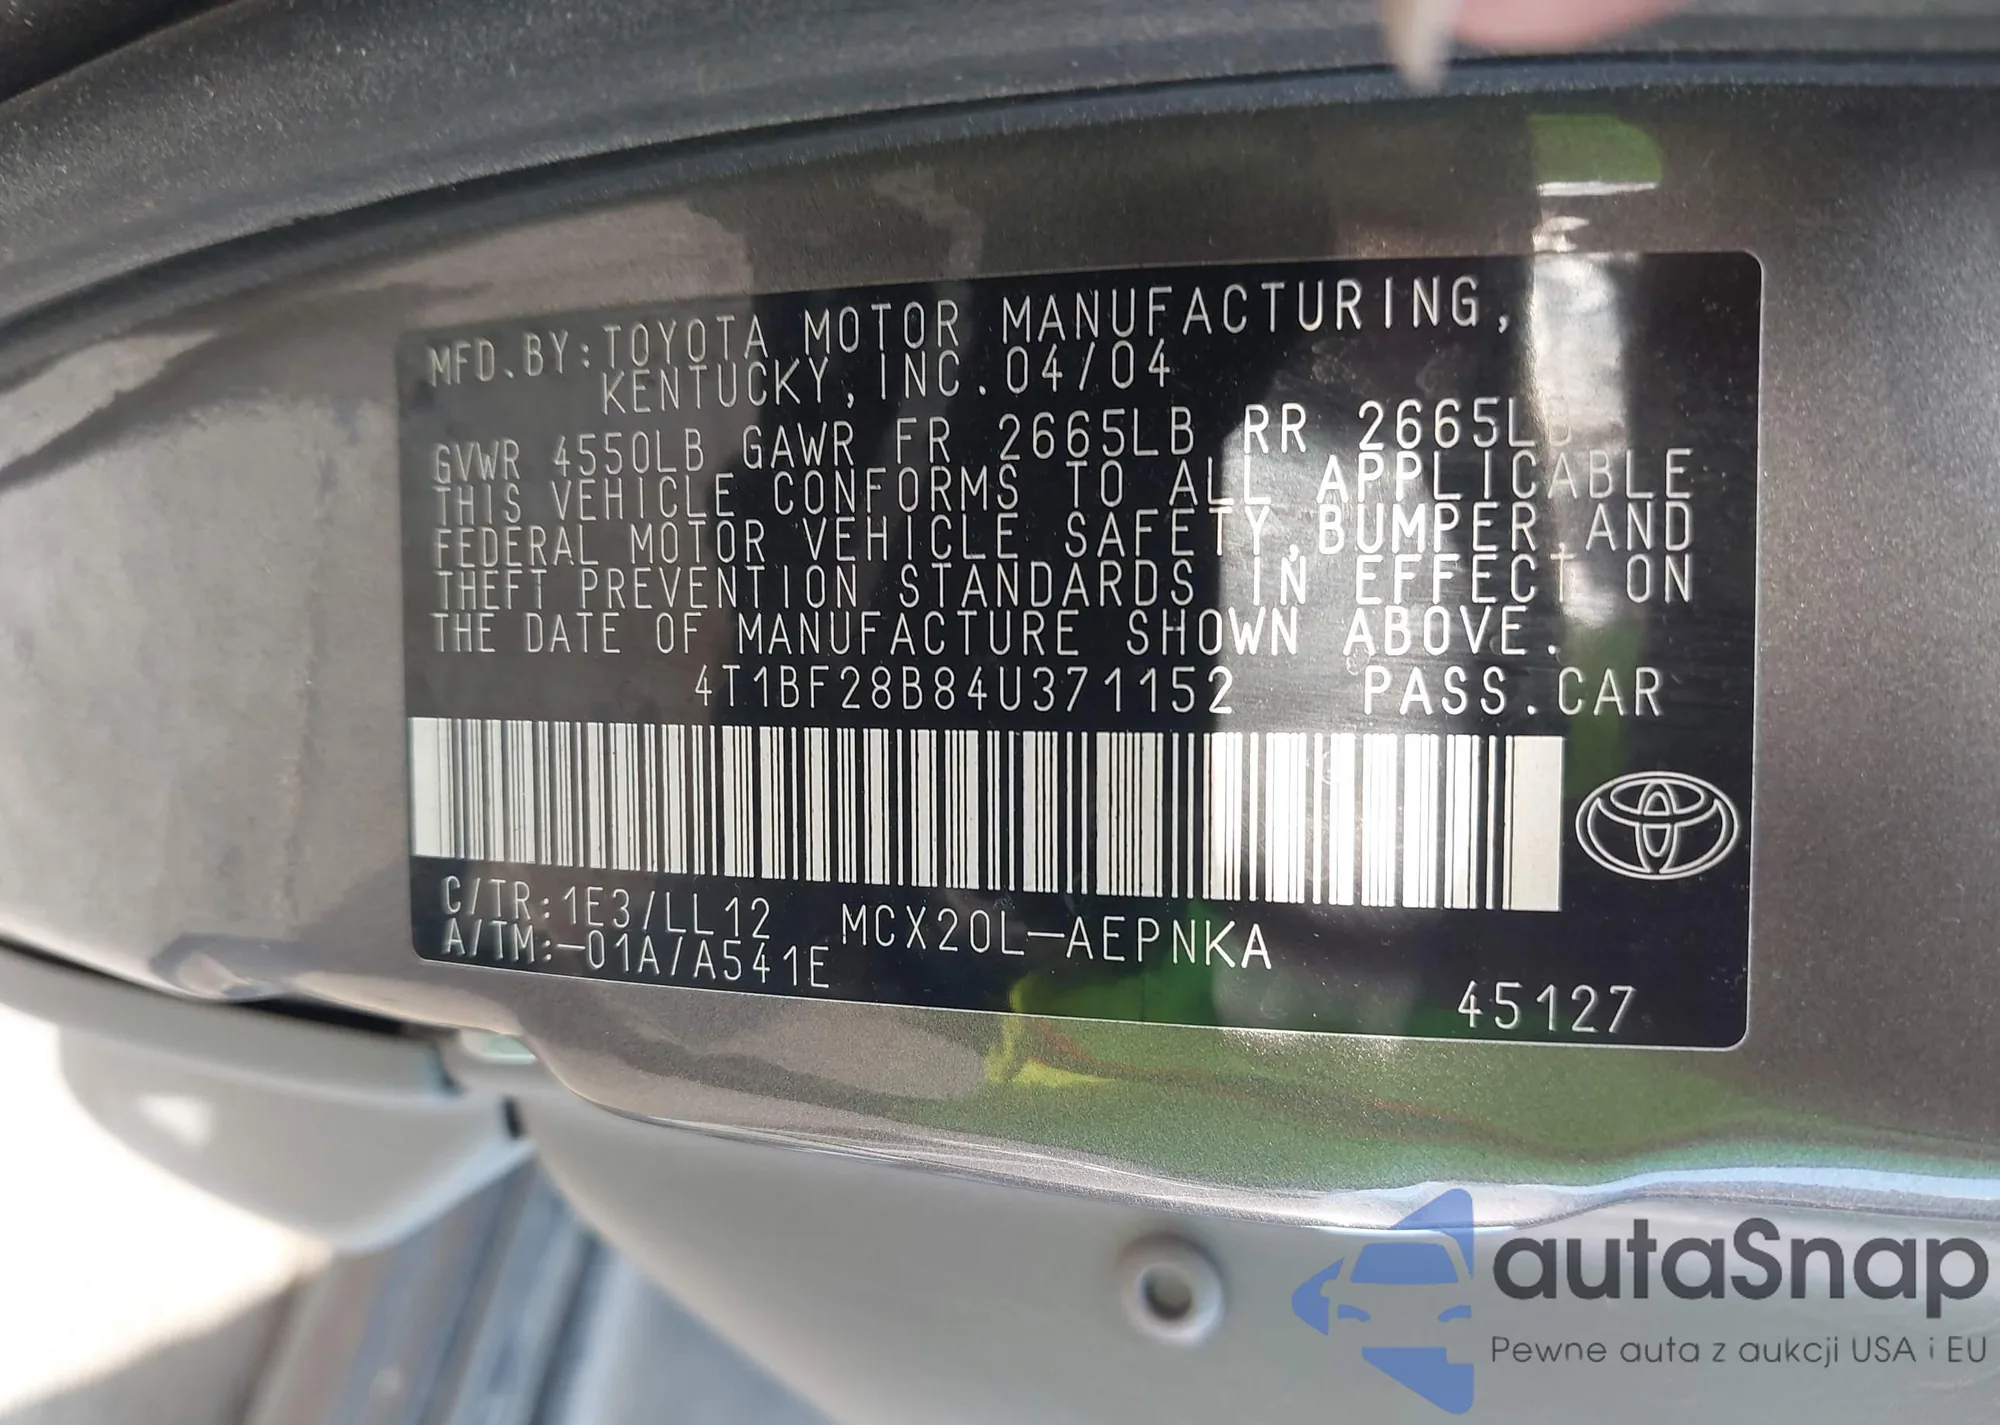 MFD.BY:TOYOTA MOTOR MANUFACTURING,
KENTUCKY, INC.04/04
GVWR 4550LB GAWR FR 2665LB RR 2665LB
THIS VEHICLE CONFORMS TO ALL APPLICABLE
FEDERAL MOTOR VEHICLE SAFETY,BUMPER,AND
THEFT PREVENTION STANDARDS IN EFFECT ON
THE DATE OF MANUFACTURE SHOWN ABOVE.
4T1BF28B84U371152 PASS.CAR
C/TR:1E3/LL12 MCX20L-AEPNKA
A/TM:-01A/A541E
45127
autaSnap
Pewne auta z aukcji USA i EU